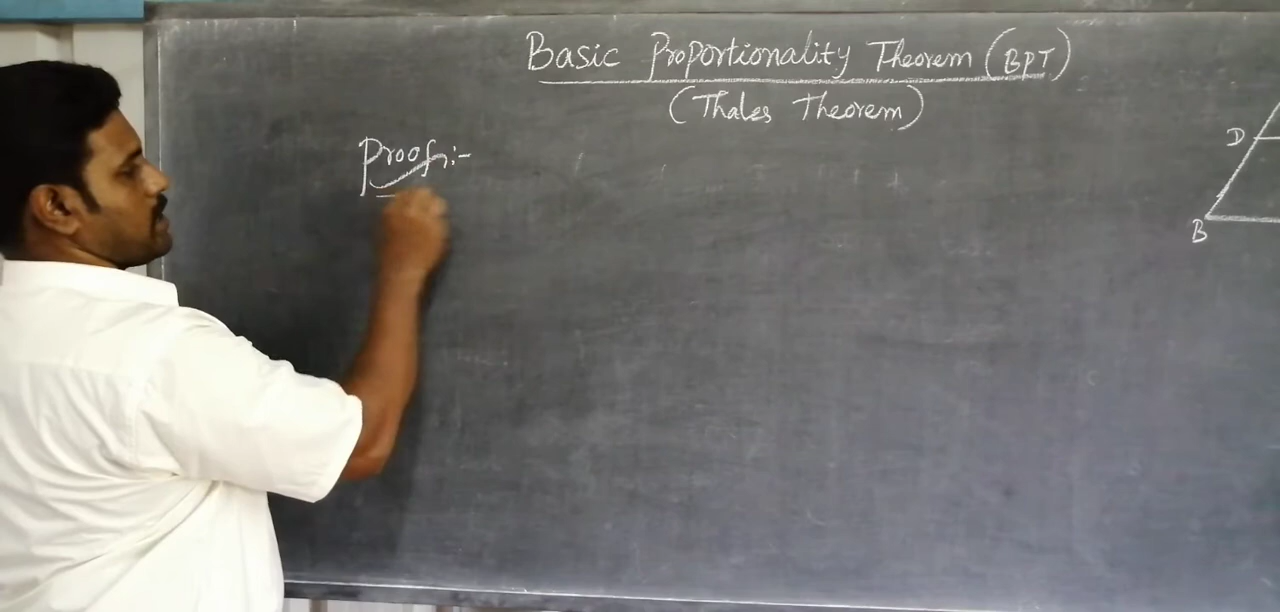 Basic Proportionality Theorem (BPT)
(Thales Theorem)
Proof:-
D
B